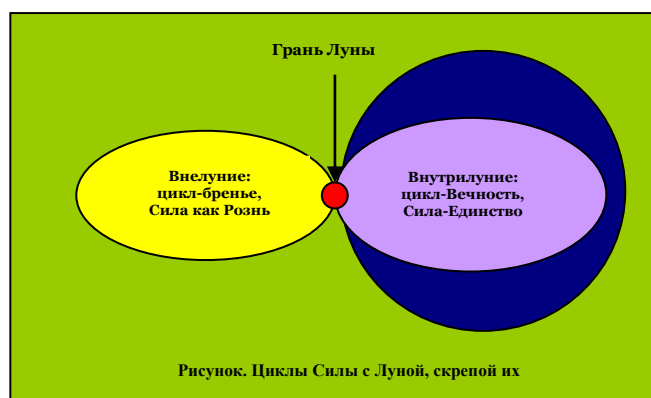 Грань Луны
Внелуние:
цикл-бренье,
Сила как Рознь
Внутрилуние:
цикл-Вечность,
Сила-Единство
Рисунок. Циклы Силы с Луной, скрепой их